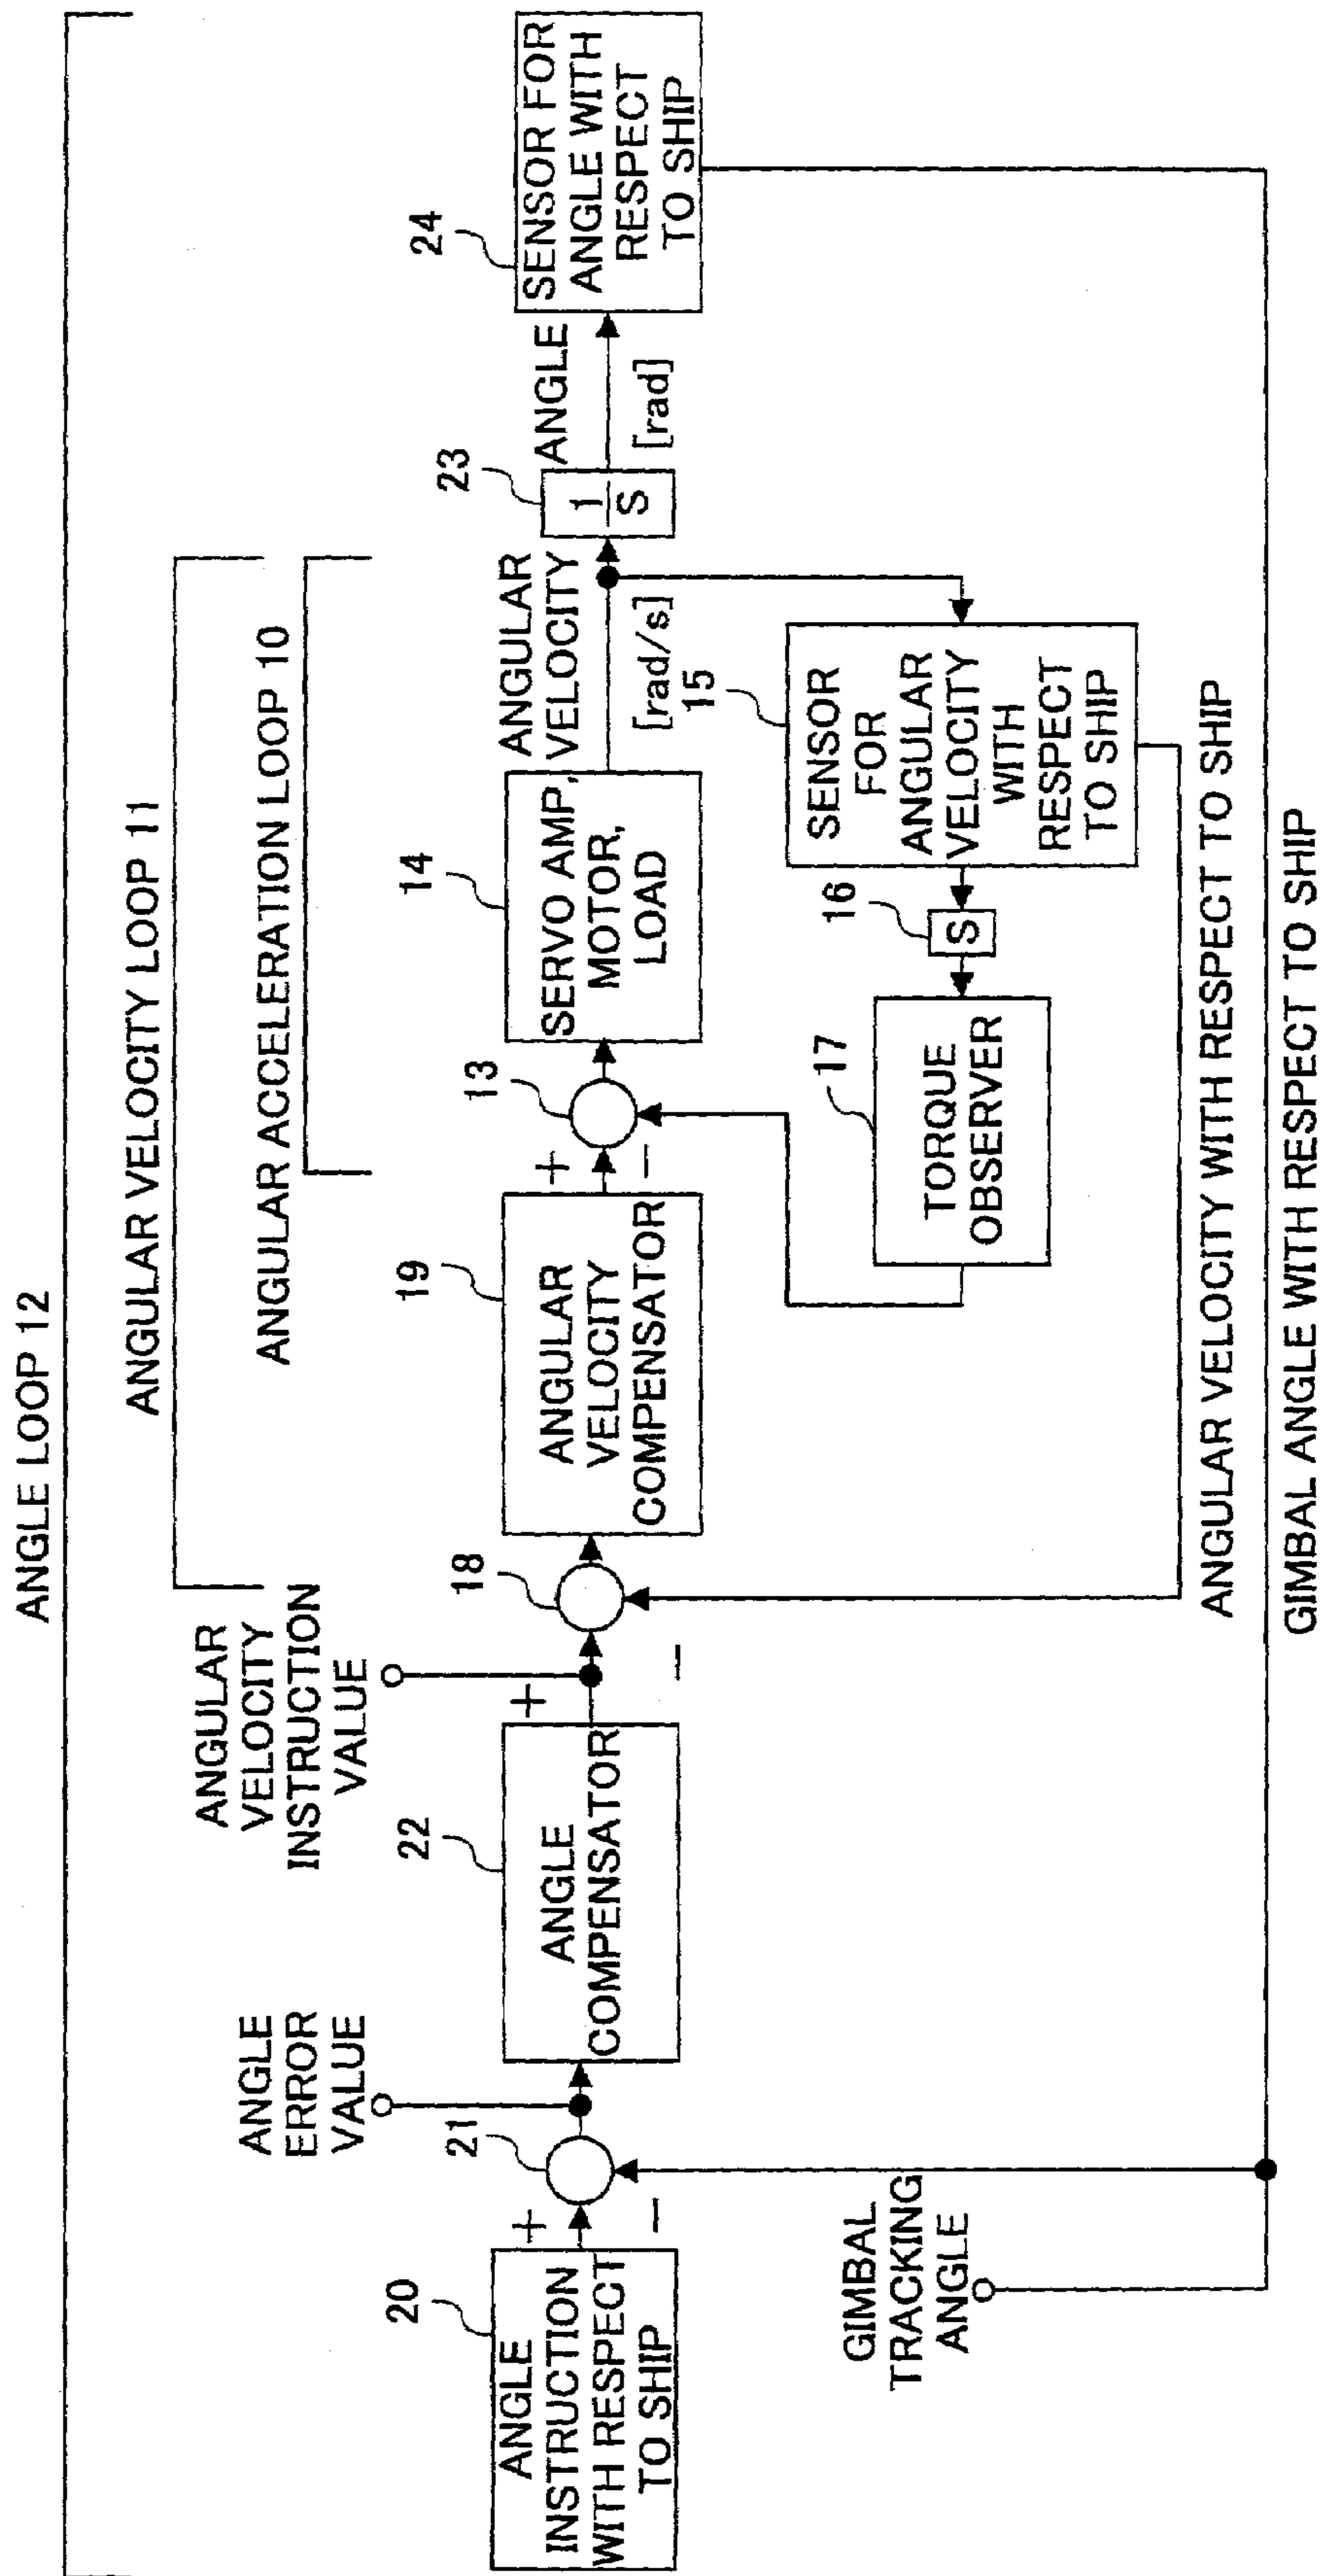 ANGLE LOOP 12
ANGULAR VELOCITY LOOP 11
ANGULAR ACCELERATION LOOP 10
ANGLE
ERROR
VALUE
ANGULAR
VELOCITY
INSTRUCTION
VALUE
20
ANGLE
INSTRUCTION
WITH RESPECT
TO SHIP
+
−
21
22
ANGLE
COMPENSATOR
+
−
18
19
ANGULAR
VELOCITY
COMPENSATOR
+
−
13
14
SERVO AMP,
MOTOR,
LOAD
ANGULAR
VELOCITY
[rad/s]
23
1
S
ANGLE
[rad]
24
SENSOR FOR
ANGLE WITH
RESPECT
TO SHIP
15
SENSOR
FOR
ANGULAR
VELOCITY
WITH
RESPECT
TO SHIP
16
S
17
TORQUE
OBSERVER
GIMBAL
TRACKING
ANGLE
ANGULAR VELOCITY WITH RESPECT TO SHIP
GIMBAL ANGLE WITH RESPECT TO SHIP